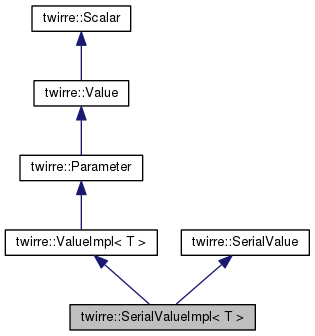 twirre::Scalar
twirre::Value
twirre::Parameter
twirre::ValueImpl< T >
twirre::SerialValue
twirre::SerialValueImpl< T >